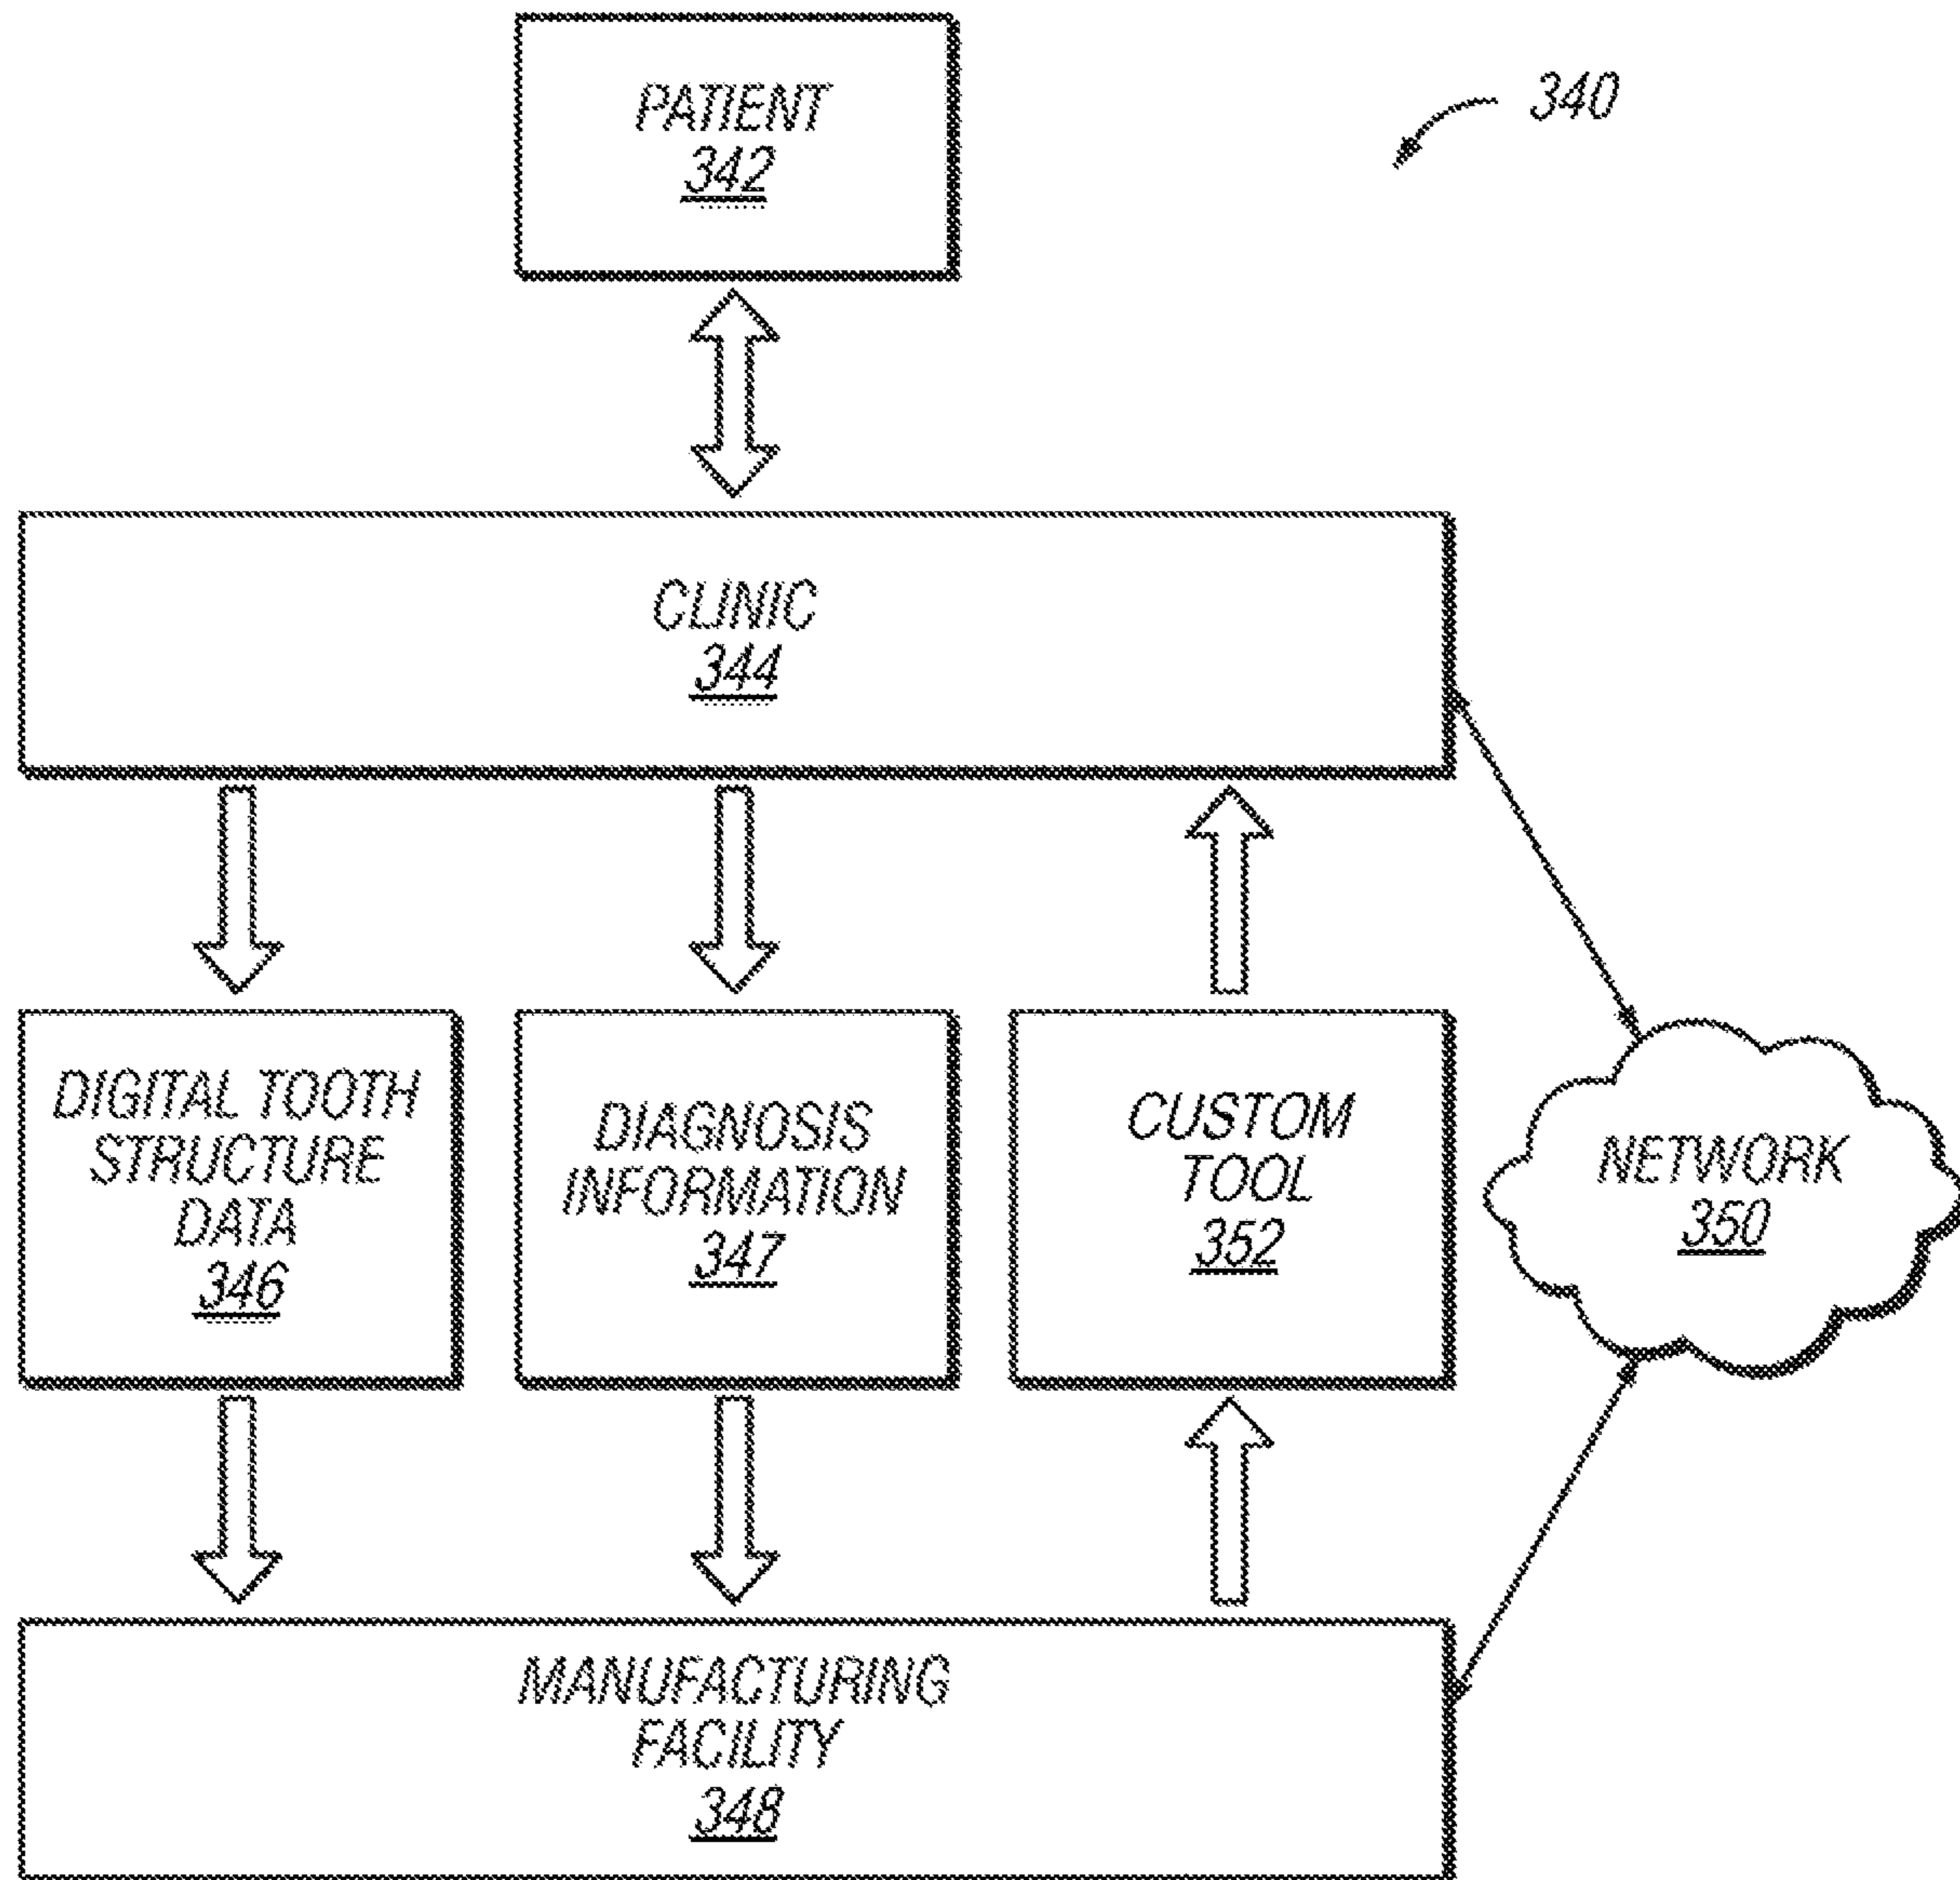 PATIENT
342
340
CLINIC
344
DIGITAL TOOTH
STRUCTURE
DATA
346
DIAGNOSIS
INFORMATION
347
CUSTOM
TOOL
352
NETWORK
350
MANUFACTURING
FACILITY
348